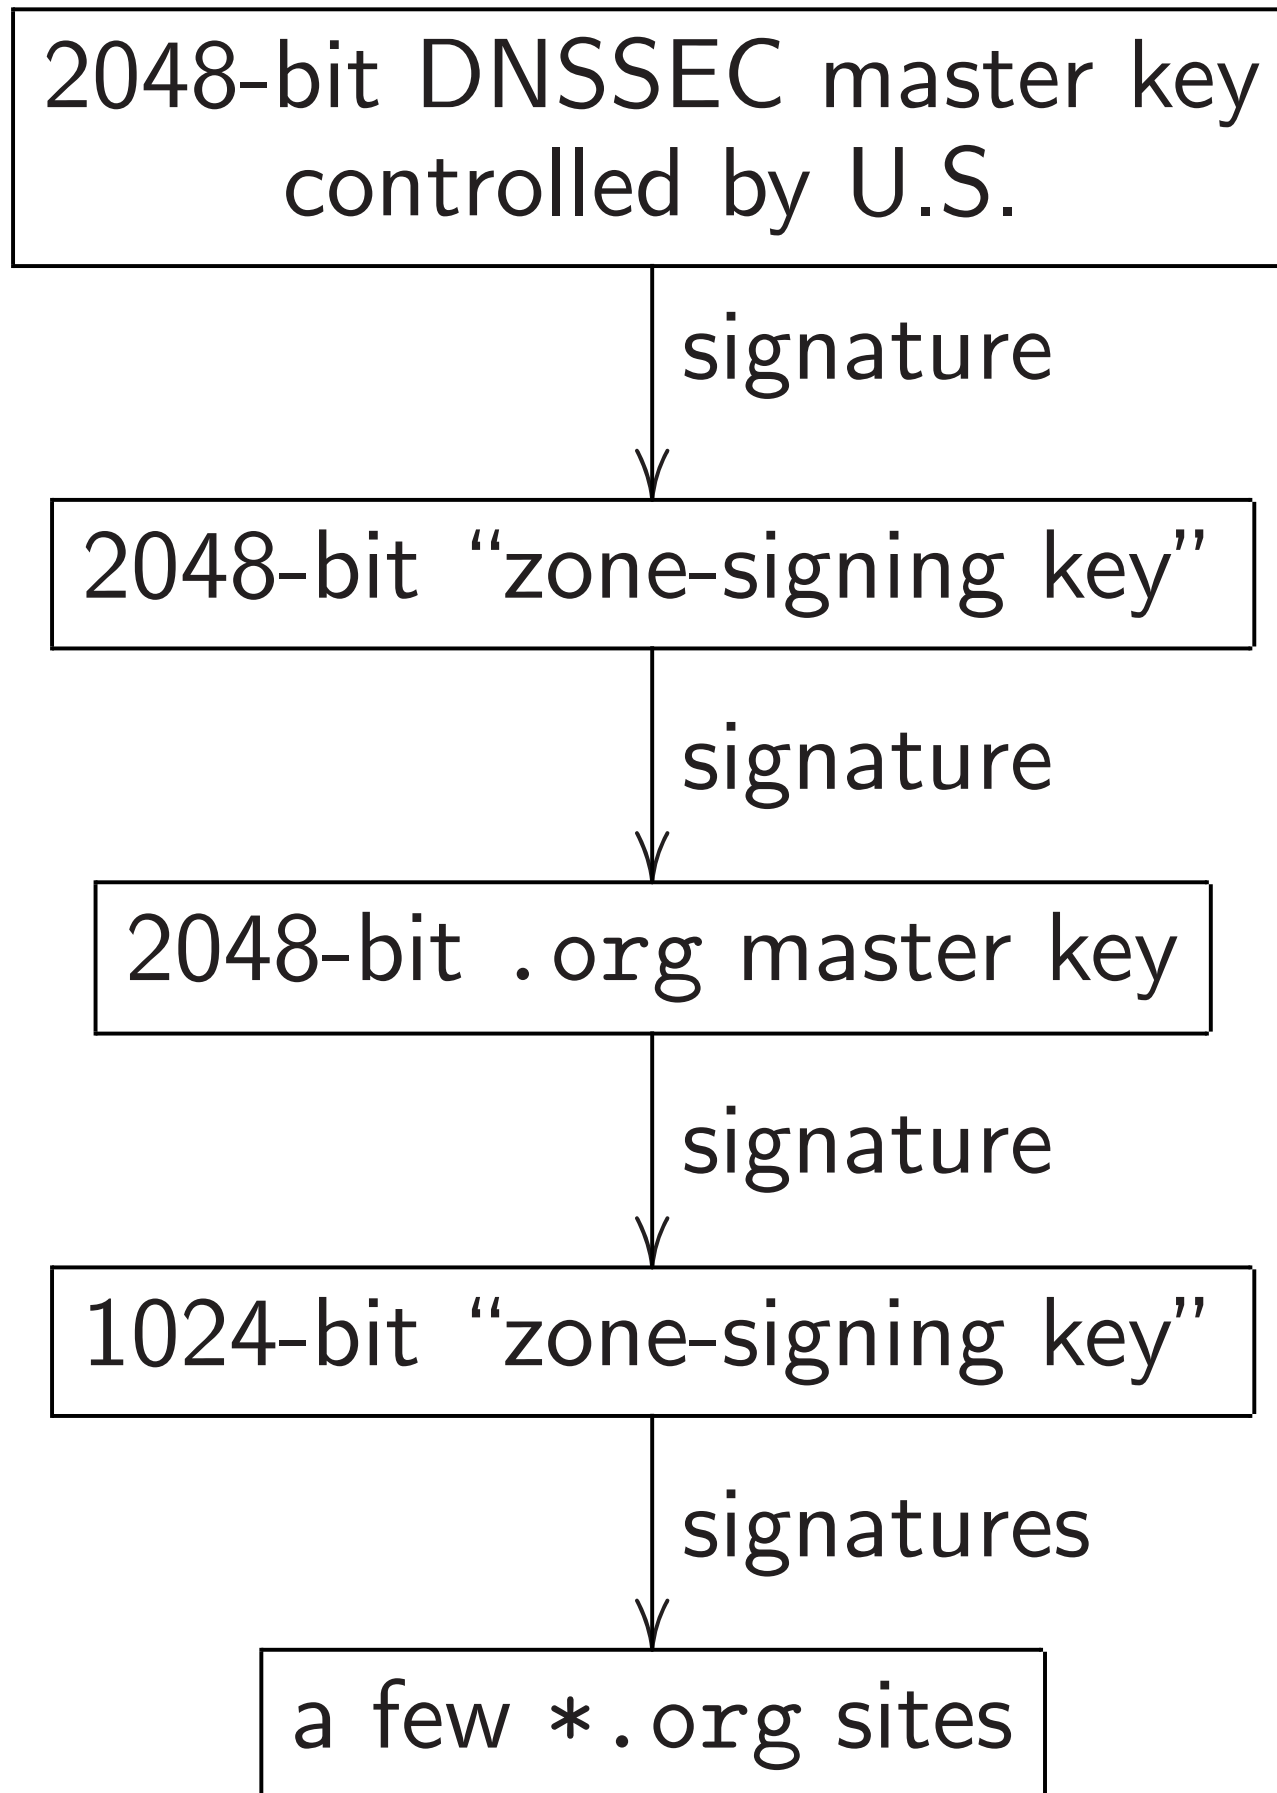 2048-bit DNSSEC master key
controlled by U.S.
signature
2048-bit “zone-signing key”
signature
2048-bit .org master key
signature
1024-bit “zone-signing key”
signatures
a few *.org sites